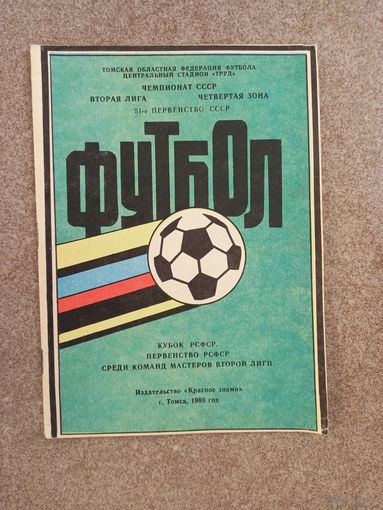 ТОМСКАЯ ОБЛАСТНАЯ ФЕДЕРАЦИЯ ФУТБОЛА
ЦЕНТРАЛЬНЫЙ СТАДИОН «ТРУД»
ЧЕМПИОНАТ СССР
ВТОРАЯ ЛИГА ЧЕТВЕРТАЯ ЗОНА
51-е ПЕРВЕНСТВО СССР
ФУТБОЛ
КУБОК РСФСР,
ПЕРВЕНСТВО РСФСР
СРЕДИ КОМАНД МАСТЕРОВ ВТОРОЙ ЛИГИ
Издательство «Красное знамя»
г. Томск, 1988 год